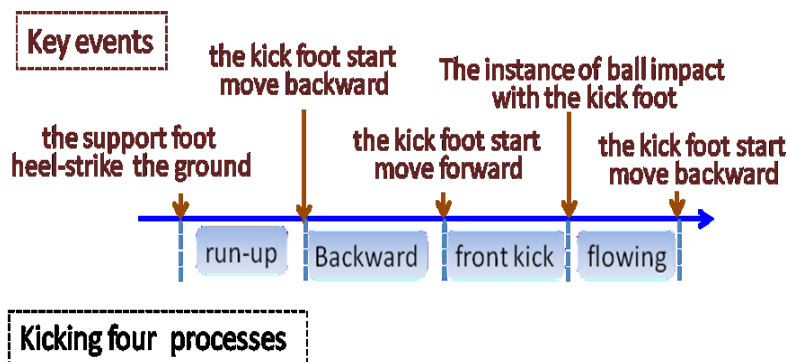 Key events
the kick foot start
move backward
The instance of ball impact
with the kick foot
the support foot
heel-strike the ground
the kick foot start
move forward
the kick foot start
move backward
run-up
Backward
front kick
flowing
Kicking four processes